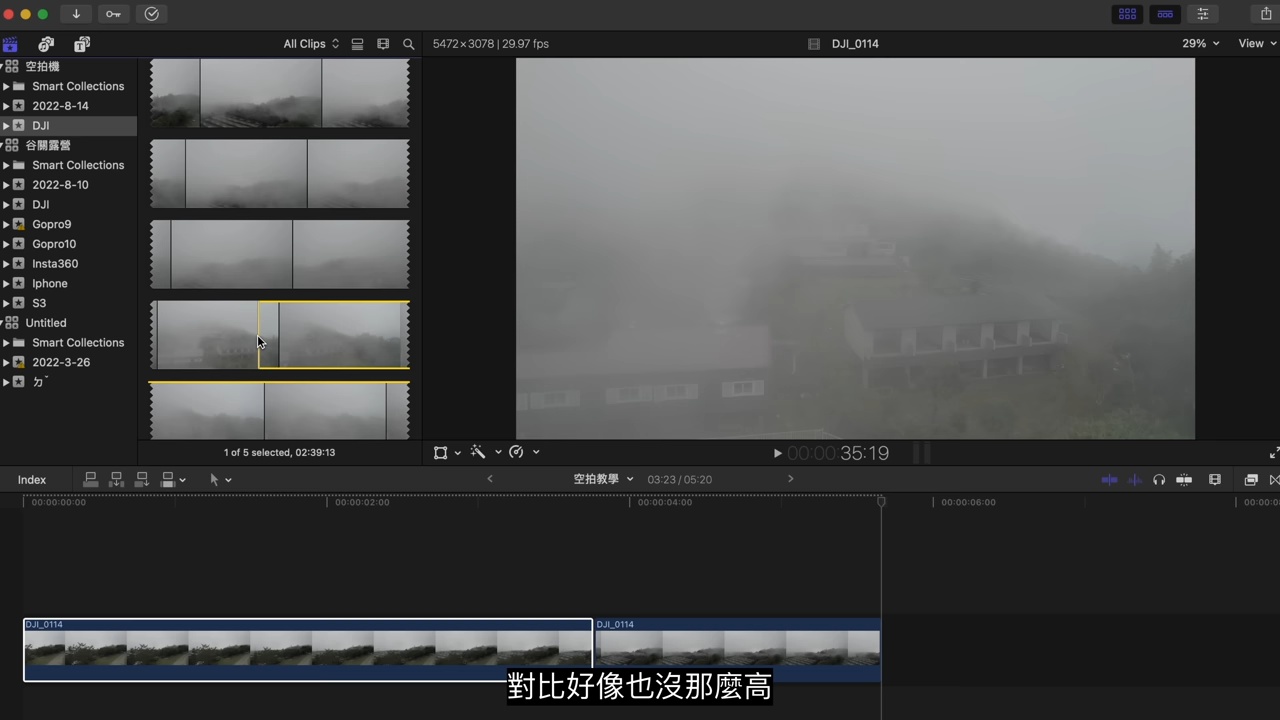 All Clips
5472×3078 | 29.97 fps
DJI_0114
29%
View
空拍機
Smart Collections
2022-8-14
DJI
谷關露營
Smart Collections
2022-8-10
DJI
Gopro9
Gopro10
Insta360
Iphone
S3
Untitled
Smart Collections
2022-3-26
ㄉˇ
1 of 5 selected, 02:39:13
00:00:35:19
Index
空拍教學
03:23 / 05:20
00:00:00:00
00:00:02:00
00:00:04:00
00:00:06:00
DJI_0114
DJI_0114
對比好像也沒那麼高